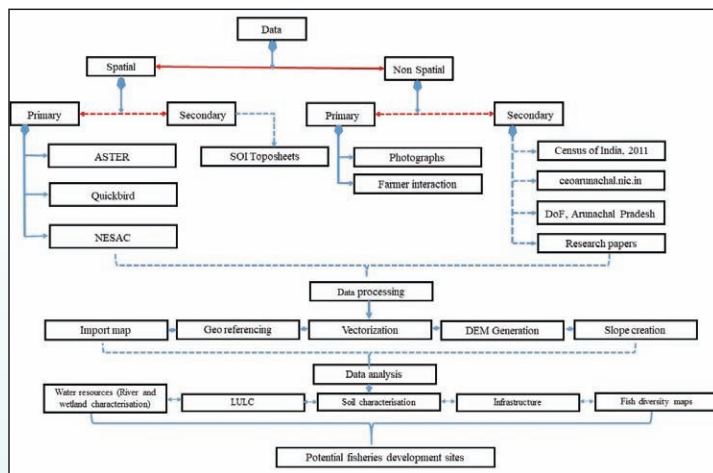 Data
Spatial
Non Spatial
Primary
Secondary
Primary
Secondary
ASTER
SOI Toposheets
Photographs
Census of India, 2011
Quickbird
Farmer interaction
ceoarunachal.nic.in
NESAC
DoF, Arunachal Pradesh
Research papers
Data processing
Import map
Geo referencing
Vectorization
DEM Generation
Slope creation
Data analysis
Water resources (River and
wetland characterisation)
LULC
Soil characterisation
Infrastructure
Fish diversity maps
Potential fisheries development sites